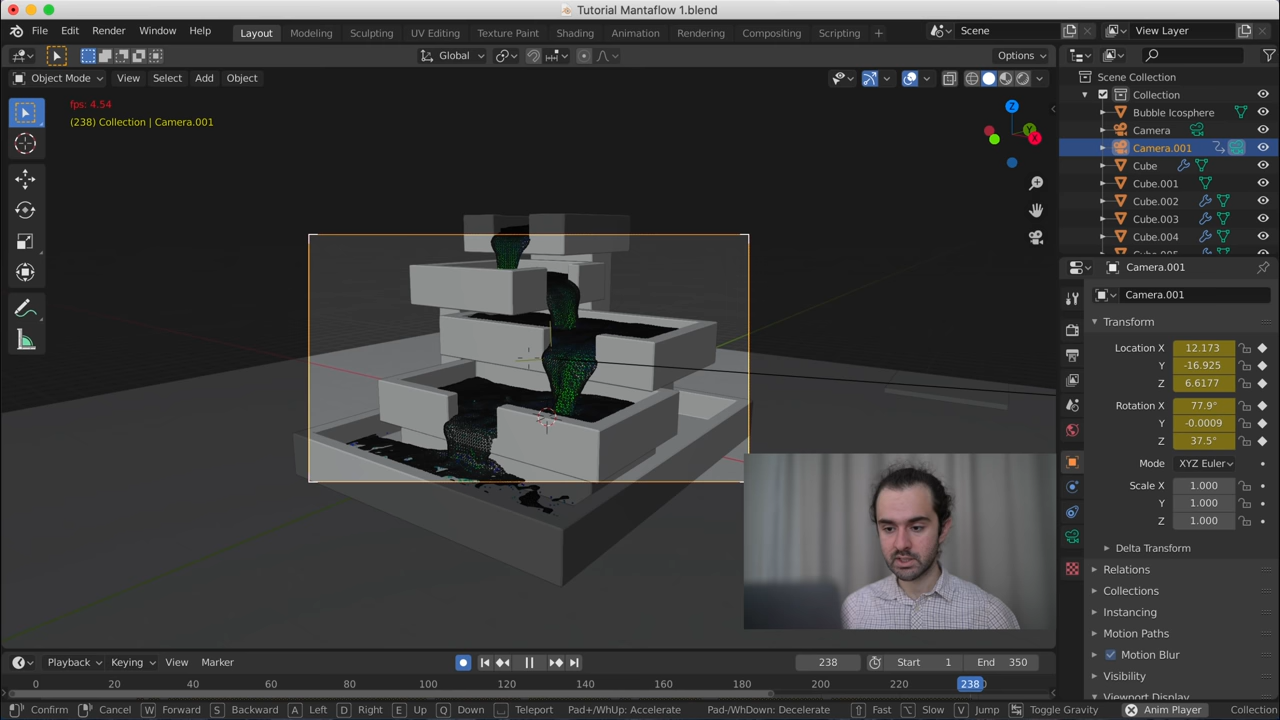 Tutorial Mantaflow 1.blend
File Edit Render Window Help
Layout Modeling Sculpting UV Editing Texture Paint Shading Animation Rendering Compositing Scripting +
Scene
View Layer
Global
Options
Object Mode View Select Add Object
fps: 4.54
(238) Collection | Camera.001
Z
Y
X
Scene Collection
Collection
Bubble Icosphere
Camera
Camera.001
Cube
Cube.001
Cube.002
Cube.003
Cube.004
Camera.001
Camera.001
Transform
Location X 12.173
Y -16.925
Z 6.6177
Rotation X 77.9°
Y -0.0009
Z 37.5°
Mode XYZ Euler
Scale X 1.000
Y 1.000
Z 1.000
Delta Transform
Relations
Collections
Instancing
Motion Paths
Motion Blur
Visibility
Viewport Display
Playback Keying View Marker
238 Start 1 End 350
0 20 40 60 80 100 120 140 160 180 200 220 238
Confirm Cancel W Forward S Backward A Left D Right E Up Q Down Teleport Pad+/WhUp: Accelerate Pad-/WhDown: Decelerate Fast Slow V Jump Toggle Gravity Anim Player Collection